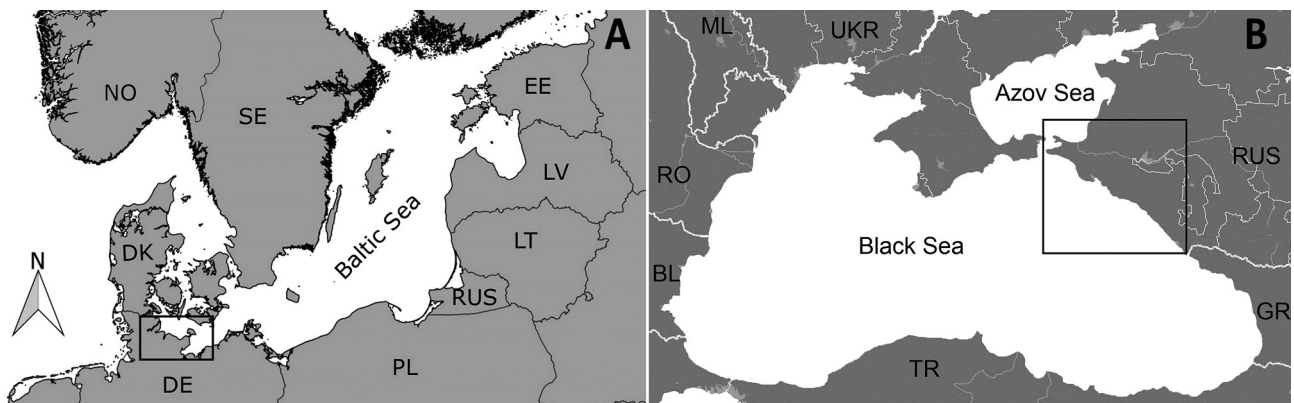 A
NO
SE
EE
LV
LT
RUS
DK
Baltic Sea
N
DE
PL
B
ML
UKR
Azov Sea
RUS
RO
Black Sea
BL
GR
TR